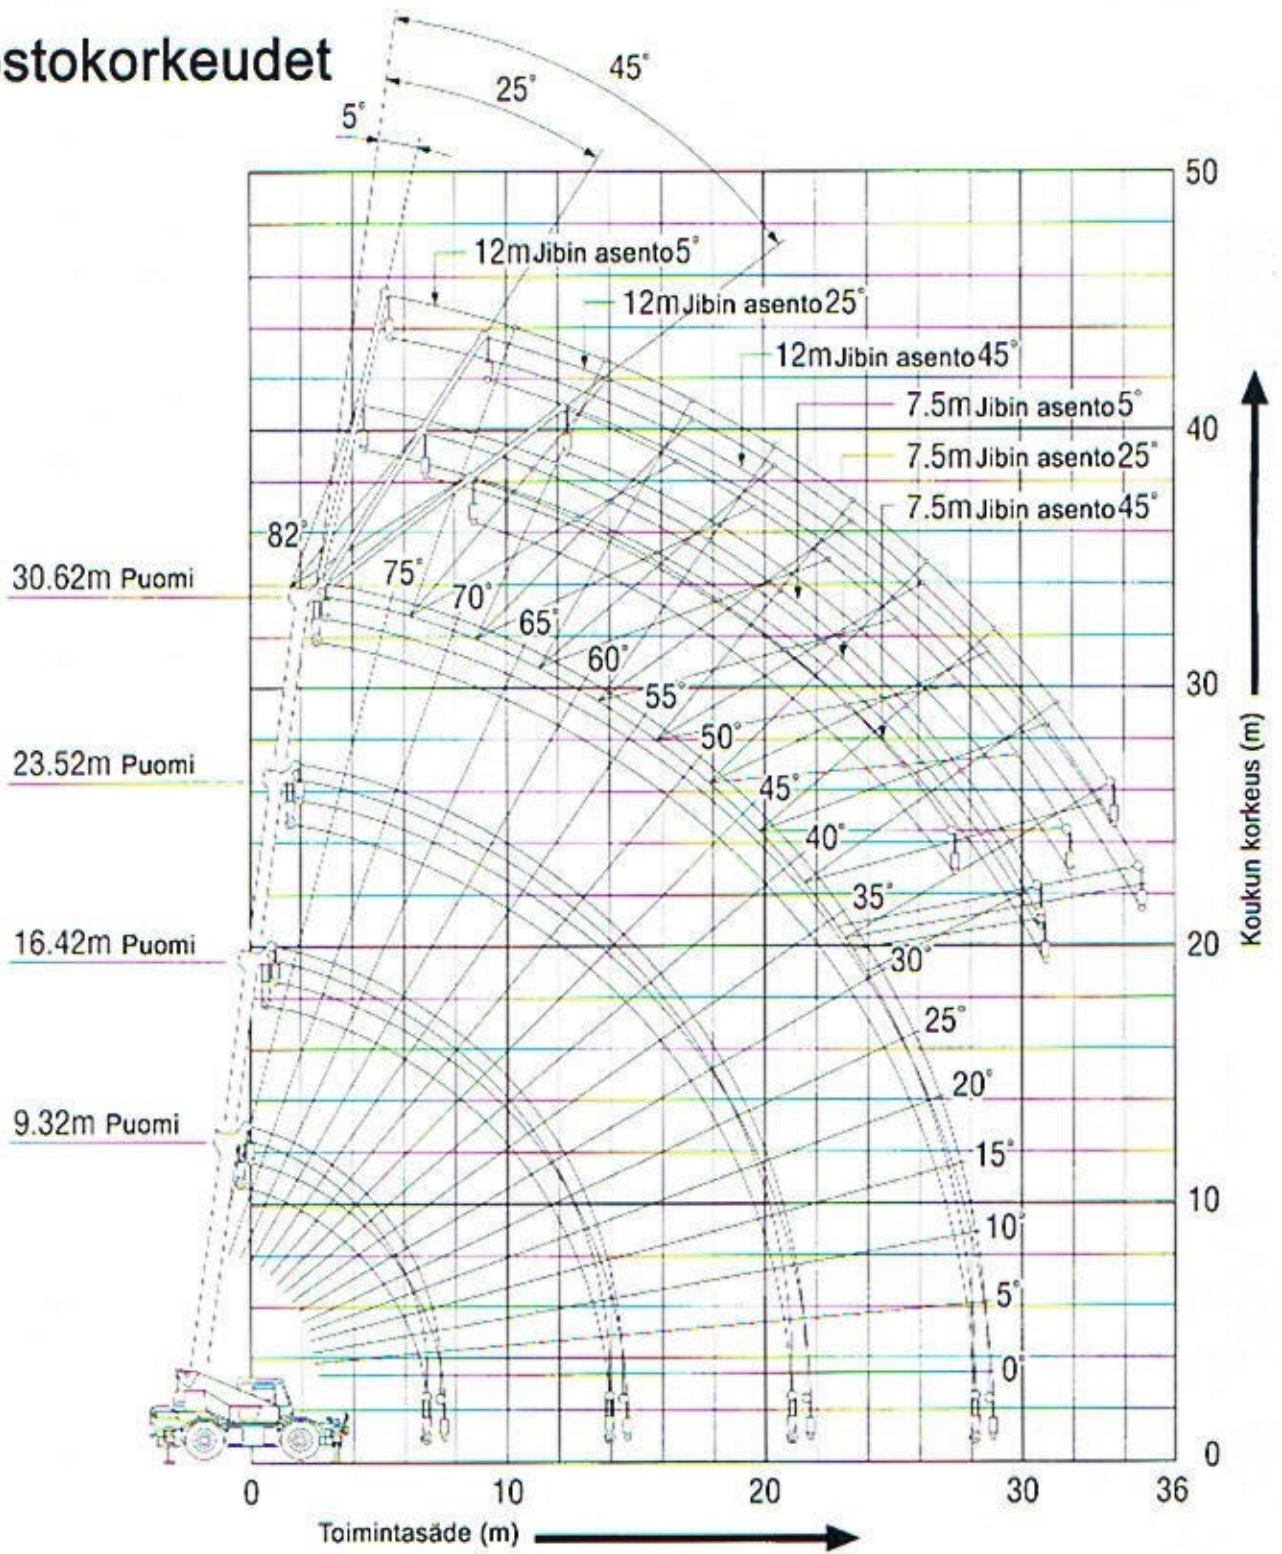 stokorkeudet
45°
25°
5°
50
12m Jibin asento 5°
12m Jibin asento 25°
12m Jibin asento 45°
7.5m Jibin asento 5°
40
7.5m Jibin asento 25°
7.5m Jibin asento 45°
82°
30.62m Puomi
75°
70°
65°
60°
55°
30
50°
23.52m Puomi
45°
40°
35°
Koukun korkeus (m)
16.42m Puomi
20
30°
25°
20°
9.32m Puomi
15°
10
10°
5°
0°
0
0
10
20
30
36
Toimintasäde (m)